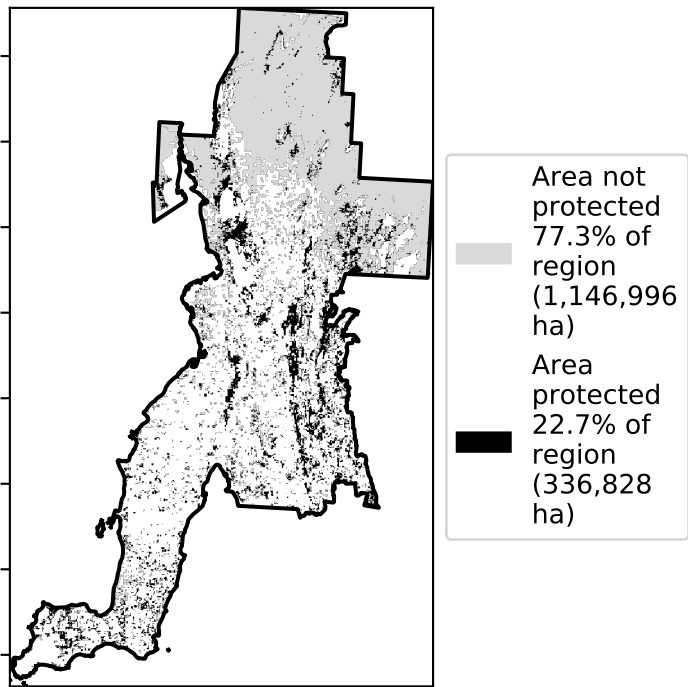 Area not
protected
77.3% of
region
(1,146,996
ha)
Area
protected
22.7% of
region
(336,828
ha)